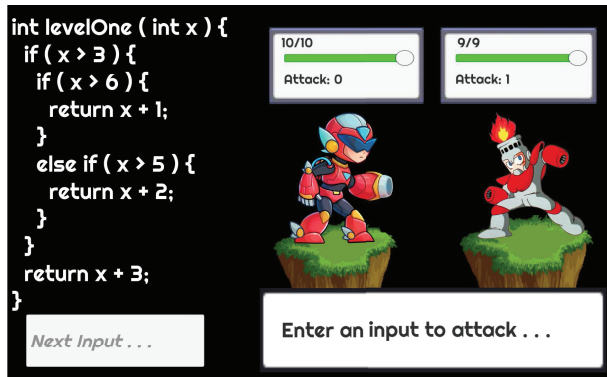 int levelOne ( int x ) {
if ( x > 3 ) {
if ( x > 6 ) {
return x + 1;
}
else if ( x > 5 ) {
return x + 2;
}
}
return x + 3;
}
Next Input . . .
10/10
Attack: 0
9/9
Attack: 1
Enter an input to attack . . .